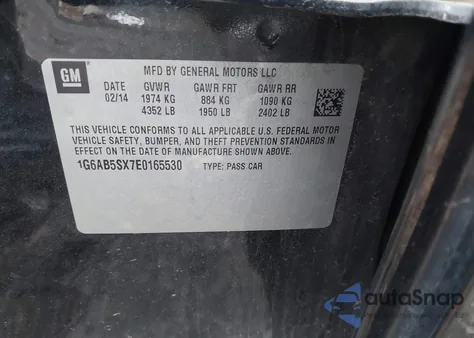 GM
MFD BY GENERAL MOTORS LLC
DATE GVWR GAWR FRT GAWR RR
02/14 1974 KG 884 KG 1090 KG
4352 LB 1950 LB 2402 LB
THIS VEHICLE CONFORMS TO ALL APPLICABLE U.S. FEDERAL MOTOR
VEHICLE SAFETY, BUMPER, AND THEFT PREVENTION STANDARDS IN
EFFECT ON THE DATE OF MANUFACTURE SHOWN ABOVE.
1G6AB5SX7E0165530 TYPE: PASS CAR
autoSnap